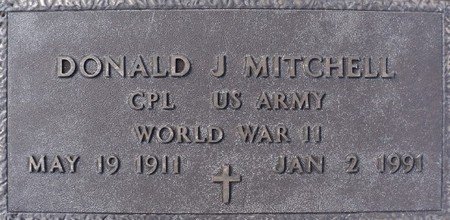 DONALD J MITCHELL
CPL US ARMY
WORLD WAR II
MAY 19 1911 JAN 2 1991